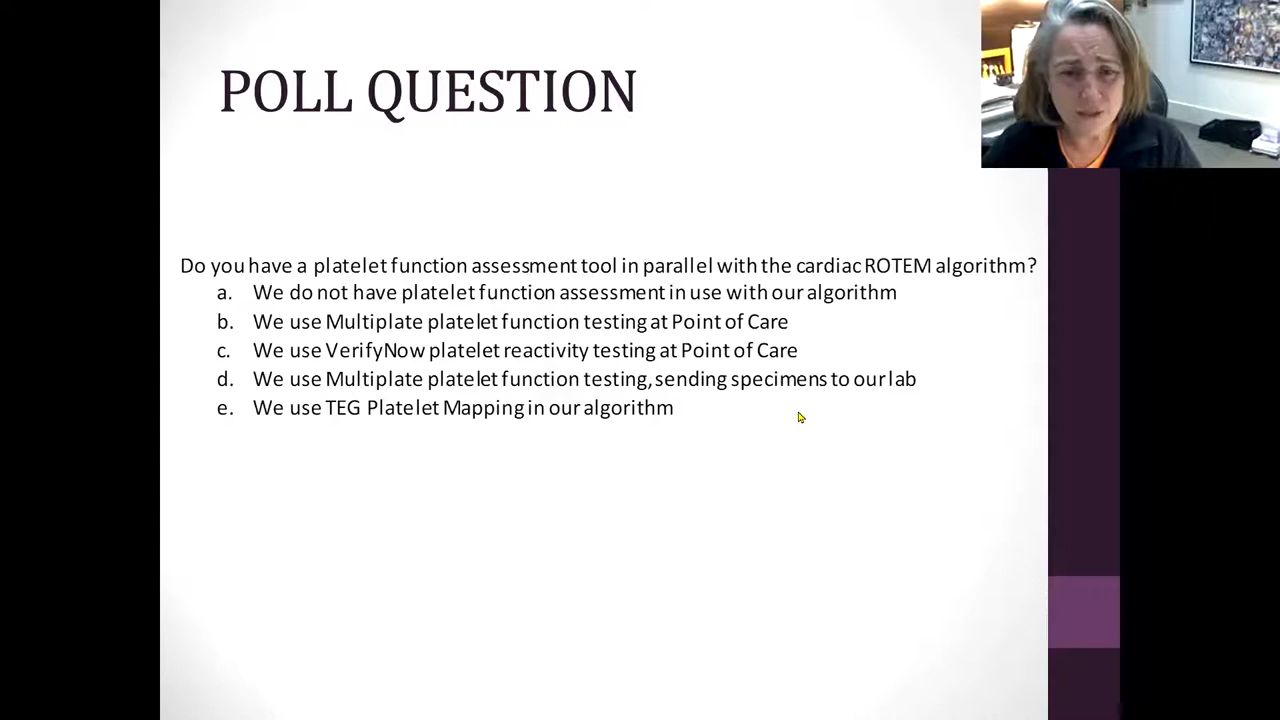 POLL QUESTION
Do you have a platelet function assessment tool in parallel with the cardiac ROTEM algorithm?
a. We do not have platelet function assessment in use with our algorithm
b. We use Multiplate platelet function testing at Point of Care
c. We use VerifyNow platelet reactivity testing at Point of Care
d. We use Multiplate platelet function testing, sending specimens to our lab
e. We use TEG Platelet Mapping in our algorithm